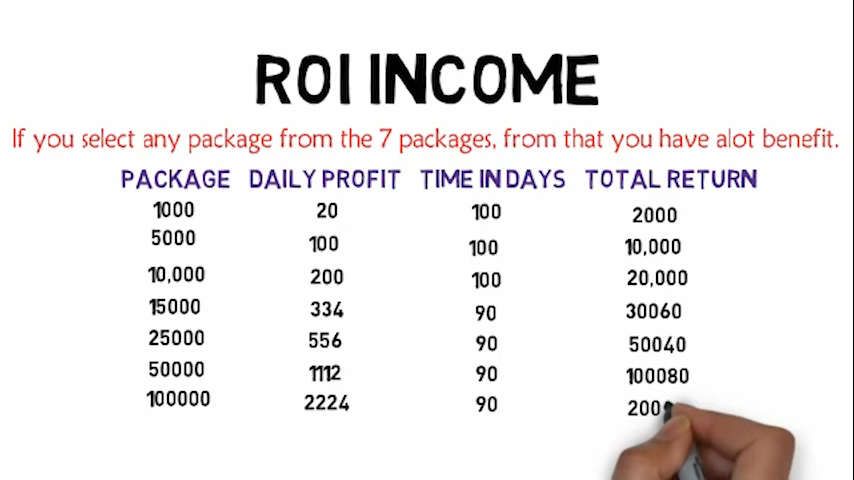 ROI INCOME
If you select any package from the 7 packages, from that you have alot benefit.
PACKAGE DAILY PROFIT TIME IN DAYS TOTAL RETURN
1000 20 100 2000
5000 100 100 10,000
10,000 200 100 20,000
15000 334 90 30060
25000 556 90 50040
50000 1112 90 100080
100000 2224 90